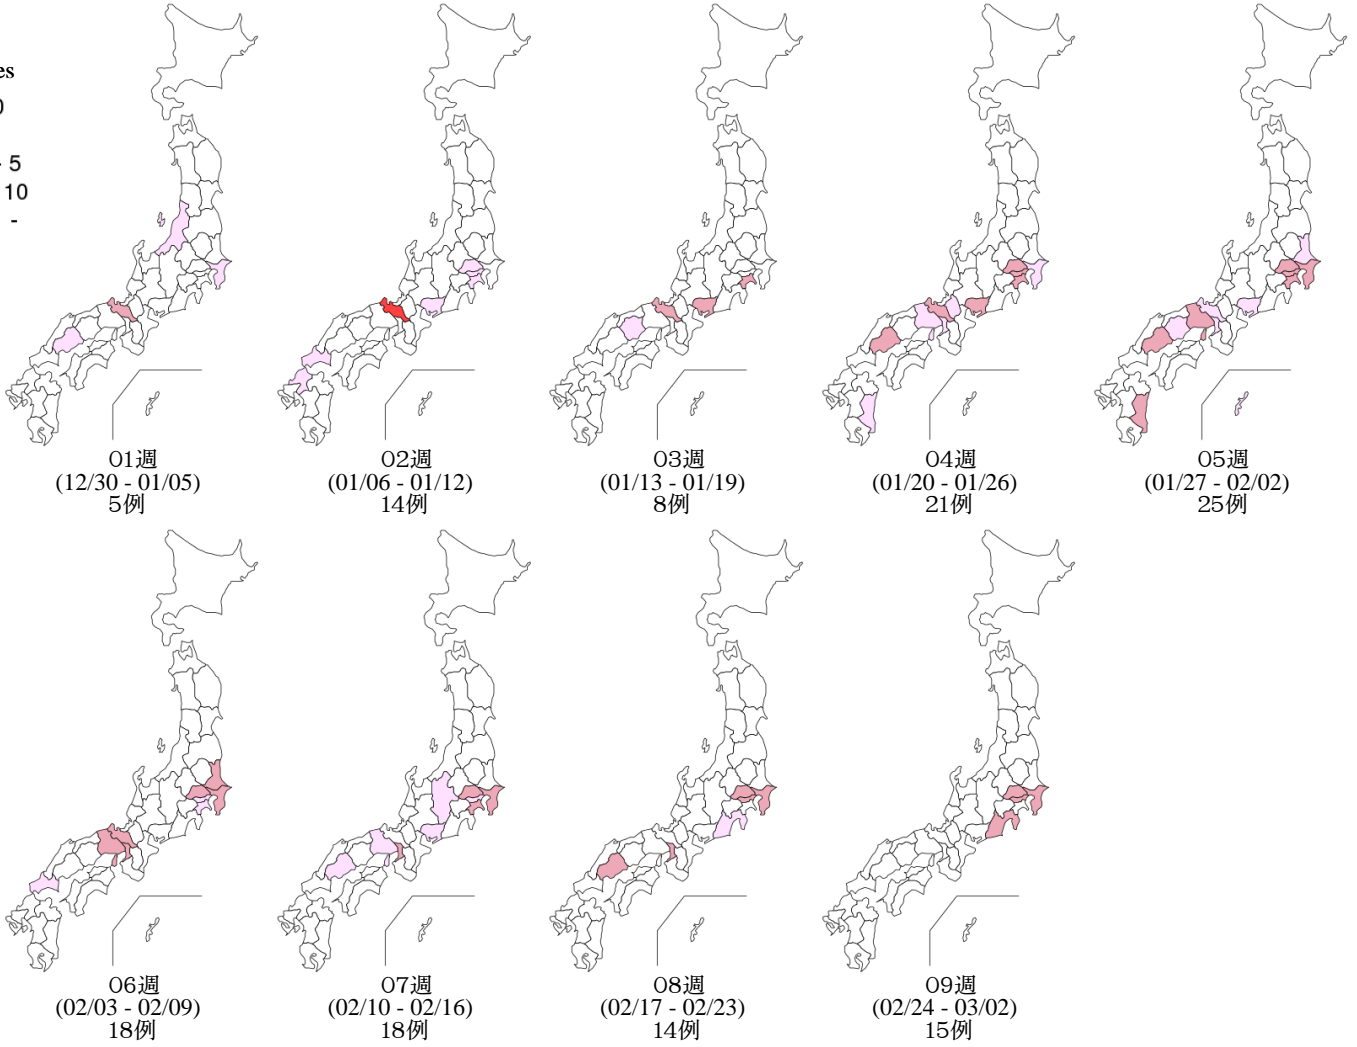 es
0
- 5
10
-
01週
(12/30 - 01/05)
5例
02週
(01/06 - 01/12)
14例
03週
(01/13 - 01/19)
8例
04週
(01/20 - 01/26)
21例
05週
(01/27 - 02/02)
25例
06週
(02/03 - 02/09)
18例
07週
(02/10 - 02/16)
18例
08週
(02/17 - 02/23)
14例
09週
(02/24 - 03/02)
15例